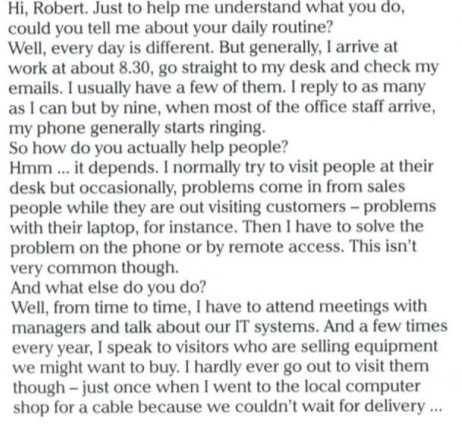 Hi, Robert. Just to help me understand what you do,
could you tell me about your daily routine?
Well, every day is different. But generally, I arrive at
work at about 8.30, go straight to my desk and check my
emails. I usually have a few of them. I reply to as many
as I can but by nine, when most of the office staff arrive,
my phone generally starts ringing.
So how do you actually help people?
Hmm ... it depends. I normally try to visit people at their
desk but occasionally, problems come in from sales
people while they are out visiting customers – problems
with their laptop, for instance. Then I have to solve the
problem on the phone or by remote access. This isn't
very common though.
And what else do you do?
Well, from time to time, I have to attend meetings with
managers and talk about our IT systems. And a few times
every year, I speak to visitors who are selling equipment
we might want to buy. I hardly ever go out to visit them
though – just once when I went to the local computer
shop for a cable because we couldn't wait for delivery ...